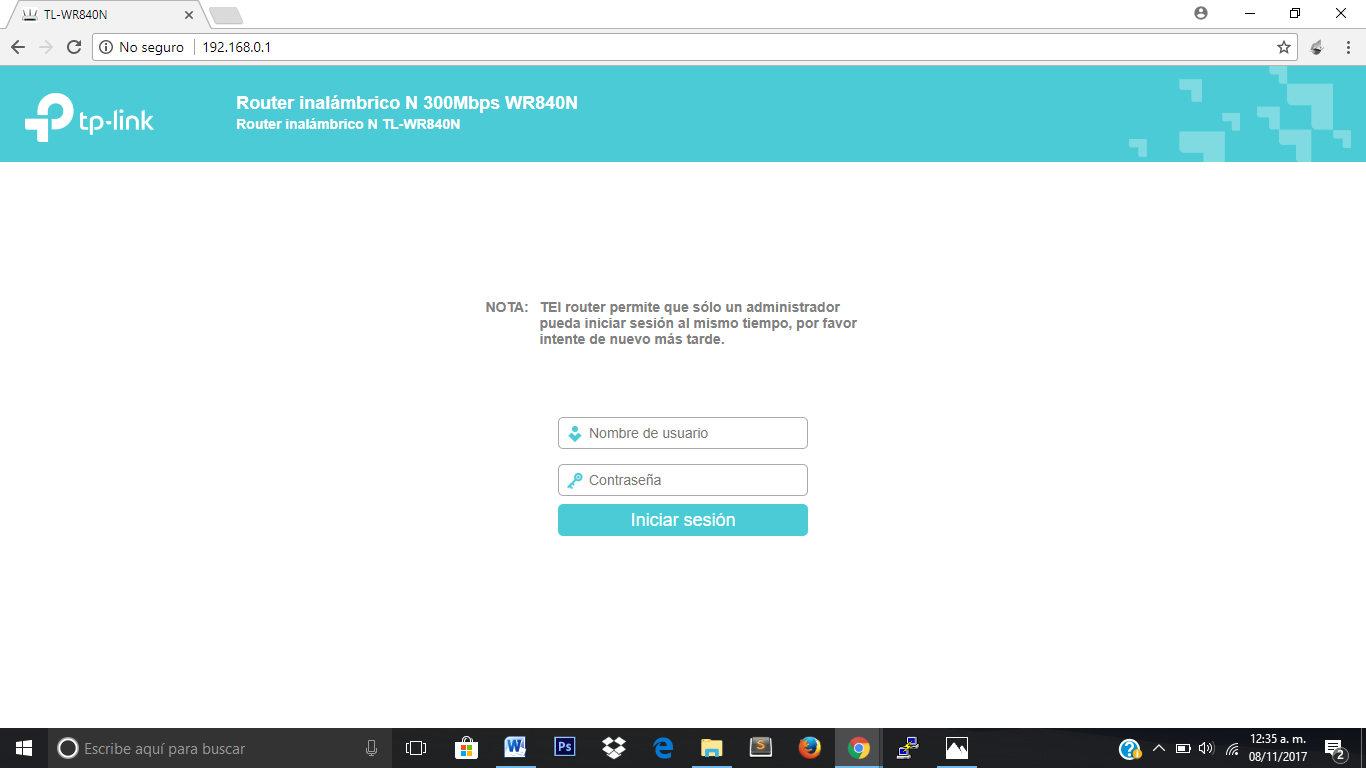 TL-WR840N
No seguro
192.168.0.1
tp-link
Router inalámbrico N 300Mbps WR840N
Router inalámbrico N TL-WR840N
NOTA: TEl router permite que sólo un administrador
pueda iniciar sesión al mismo tiempo, por favor
intente de nuevo más tarde.
Nombre de usuario
Contraseña
Iniciar sesión
Escribe aquí para buscar
W
Ps
S
12:35 a. m.
08/11/2017
2